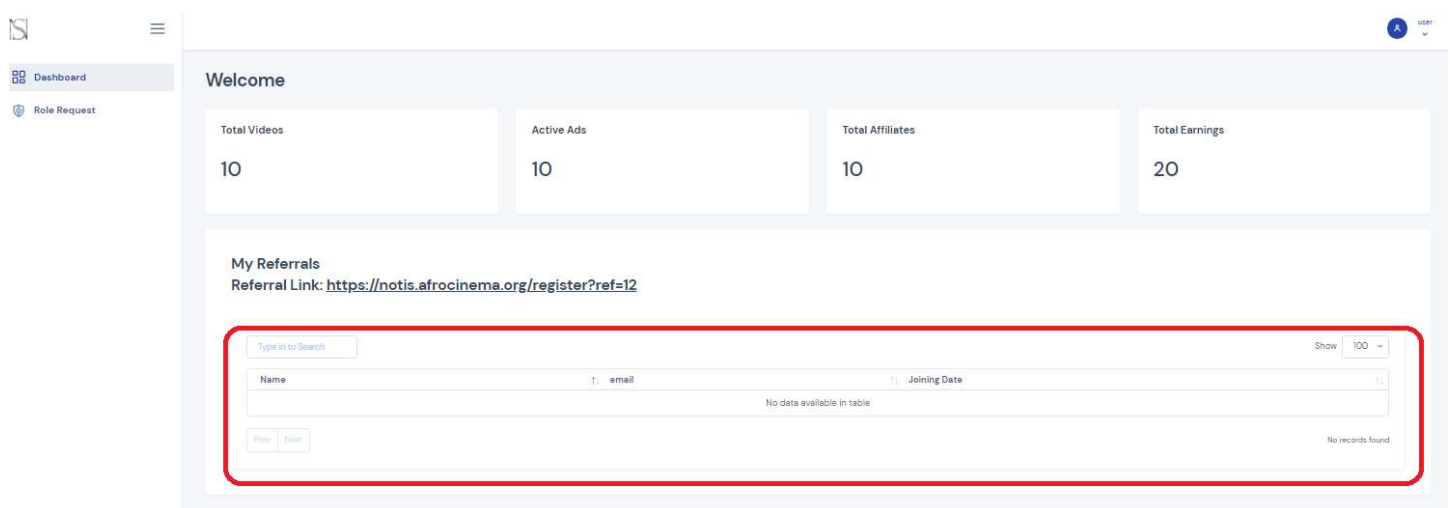 user
Dashboard
Role Request
Welcome
Total Videos
10
Active Ads
10
Total Affiliates
10
Total Earnings
20
My Referrals
Referral Link: https://notis.afrocinema.org/register?ref=12
Type in to Search
Show 100
Name email Joining Date
No data available in table
Prev Next
No records found